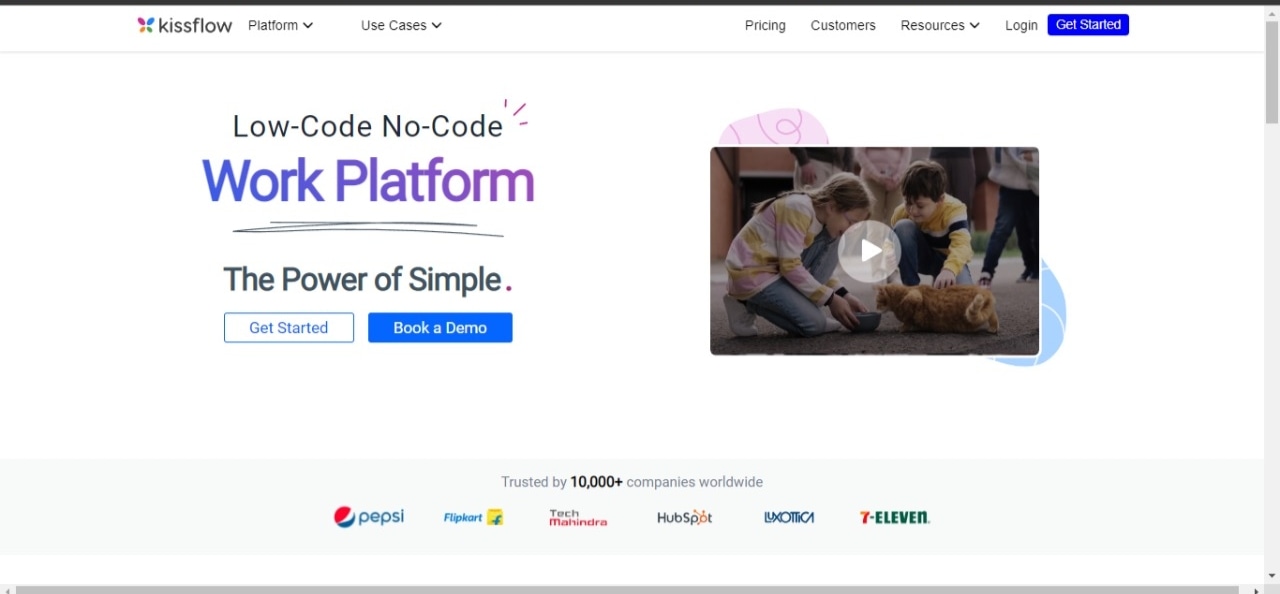 kissflow Platform Use Cases Pricing Customers Resources Login Get Started
Low-Code No-Code
Work Platform
The Power of Simple.
Get Started Book a Demo
Trusted by 10,000+ companies worldwide
pepsi Flipkart Tech Mahindra HubSpot LUXOTTICA 7-ELEVEN.